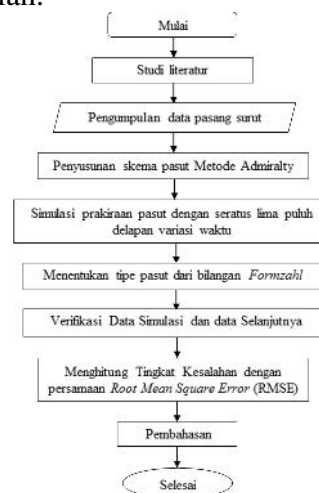 Mulai
Studi literatur
Pengumpulan data pasang surut
Penyusunan skema pasut Metode Admiralty
Simulasi prakiraan pasut dengan seratus lima puluh
delapan variasi waktu
Menentukan tipe pasut dari bilangan Formzahl
Verifikasi Data Simulasi dan data Selanjutnya
Menghitung Tingkat Kesalahan dengan
persamaan Root Mean Square Error (RMSE)
Pembahasan
Selesai